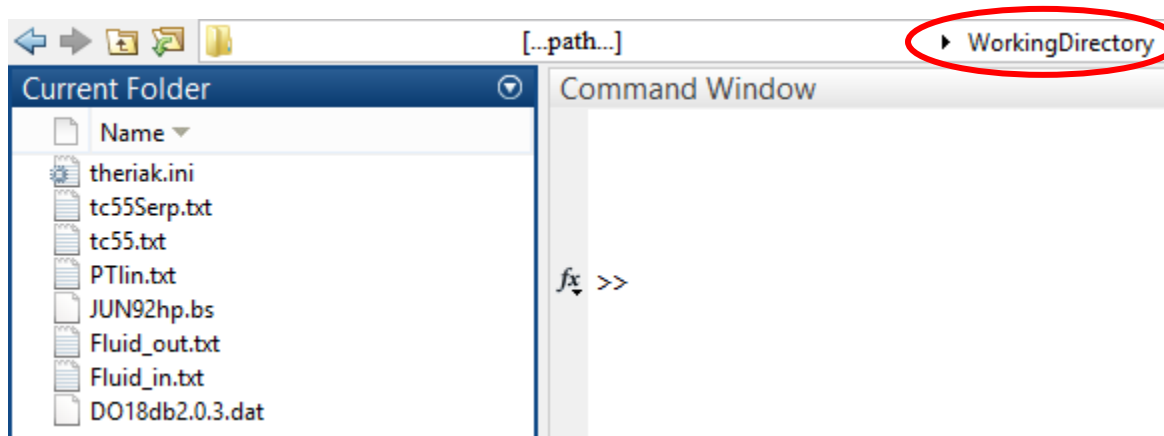 [...path...] WorkingDirectory
Current Folder
Command Window
Name
theriak.ini
tc55Serp.txt
tc55.txt
PTlin.txt
fx >>
JUN92hp.bs
Fluid_out.txt
Fluid_in.txt
DO18db2.0.3.dat